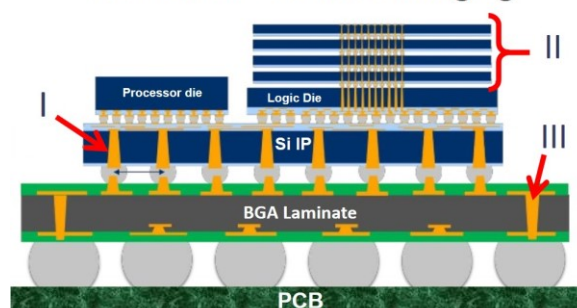 II
Processor die
Logic Die
I
Si IP
III
BGA Laminate
PCB